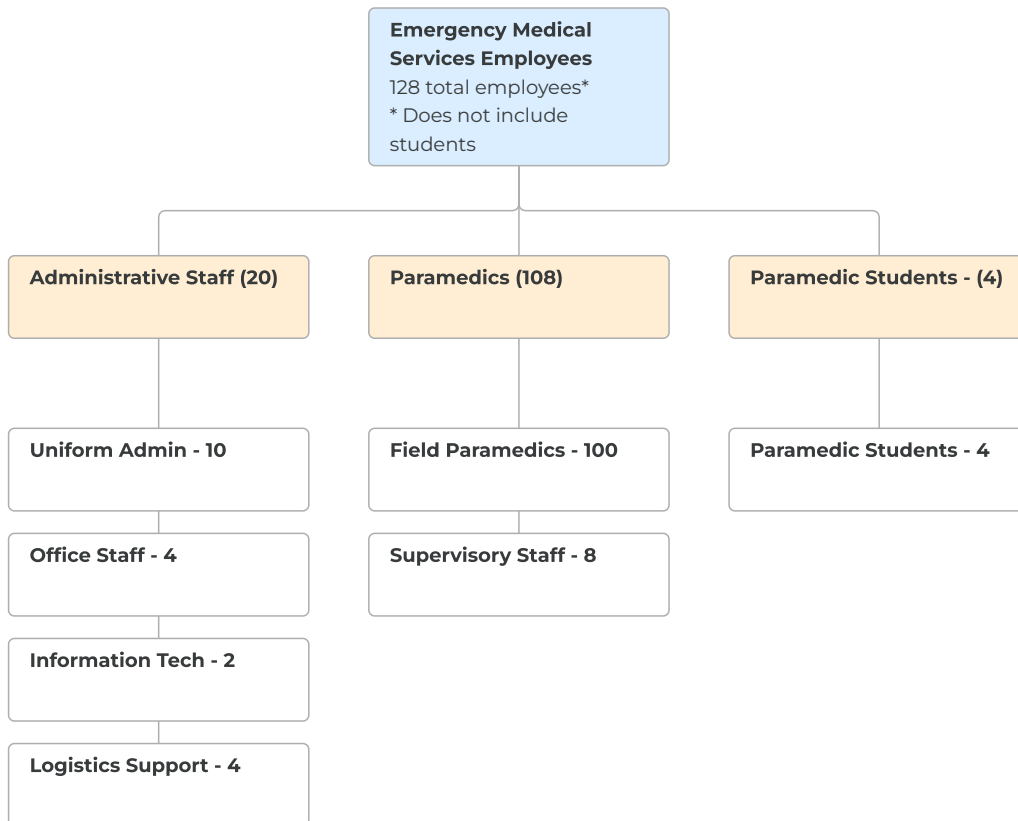 Emergency Medical
Services Employees
128 total employees*
* Does not include
students
Administrative Staff (20)
Paramedics (108)
Paramedic Students - (4)
Uniform Admin - 10
Field Paramedics - 100
Paramedic Students - 4
Office Staff - 4
Supervisory Staff - 8
Information Tech - 2
Logistics Support - 4